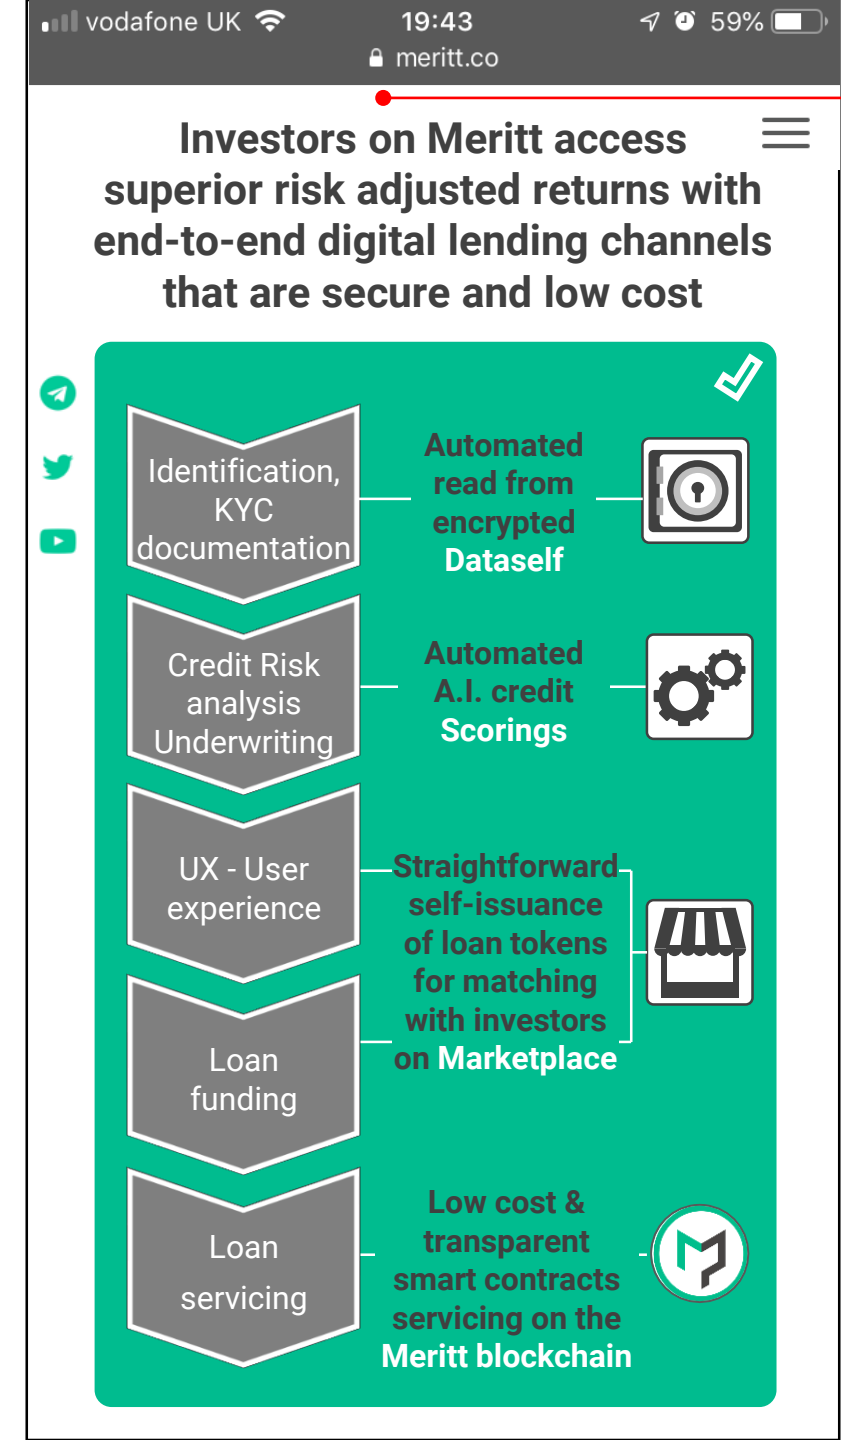 vodafone UK
19:43
59%
meritt.co
Investors on Meritt access
superior risk adjusted returns with
end-to-end digital lending channels
that are secure and low cost
Identification,
KYC
documentation
Automated
read from
encrypted
Dataself
Credit Risk
analysis
Underwriting
Automated
A.I. credit
Scorings
UX - User
experience
Straightforward
self-issuance
of loan tokens
for matching
with investors
on Marketplace
Loan
funding
Loan
servicing
Low cost &
transparent
smart contracts
servicing on the
Meritt blockchain